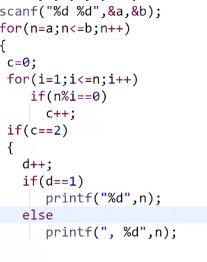 scanf("%d %d",&a,&b);
for(n=a;n<=b;n++)
{
c=0;
for(i=1;i<=n;i++)
if(n%i==0)
c++;
if(c==2)
{
d++;
if(d==1)
printf("%d",n);
else
printf(", %d",n);